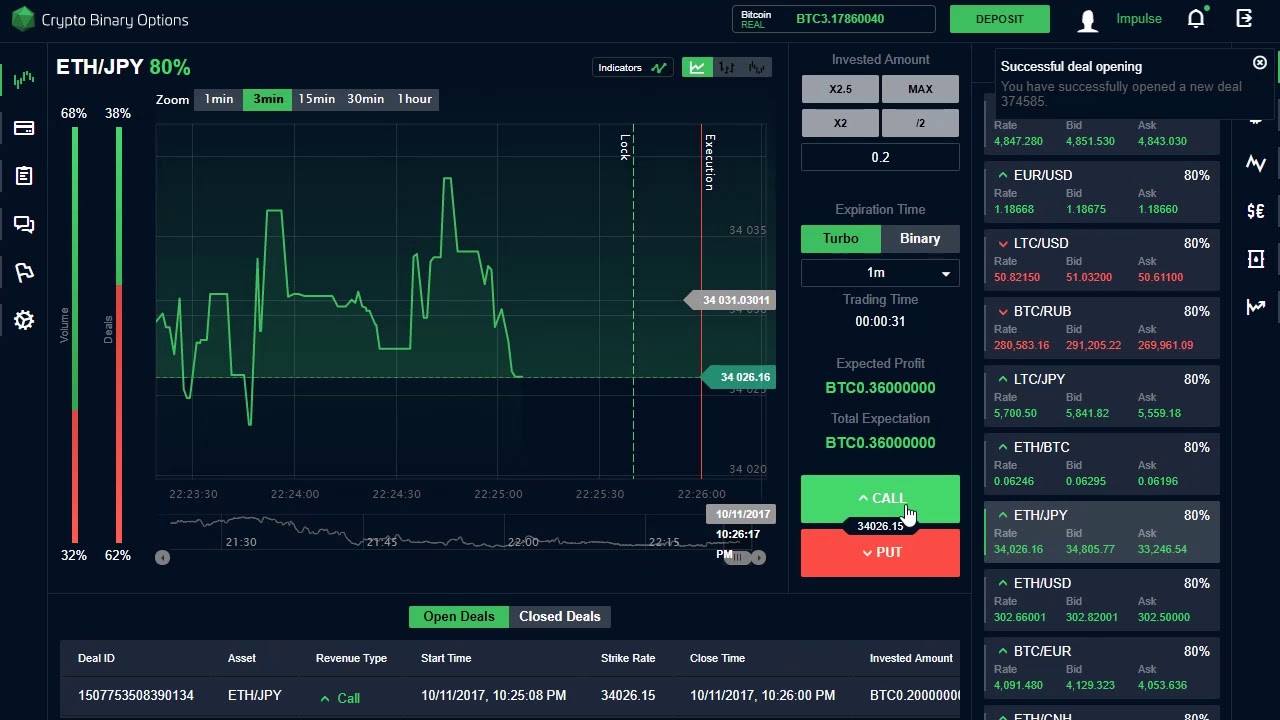 Crypto Binary Options
Bitcoin
REAL
BTC3.17860040
DEPOSIT
Impulse
ETH/JPY 80%
Indicators
Zoom 1min 3min 15min 30min 1hour
68% 38%
Volume
Deals
32% 62%
Lock
Execution
34 035
34 031.03011
34 026.16
34 020
22:23:30 22:24:00 22:24:30 22:25:00 22:25:30 22:26:00
10/11/2017
10:26:17
PM
21:30 21:45 22:00 22:15
Invested Amount
X2.5 MAX
X2 /2
0.2
Expiration Time
Turbo Binary
1m
Trading Time
00:00:31
Expected Profit
BTC0.36000000
Total Expectation
BTC0.36000000
CALL
34026.15
PUT
Successful deal opening
You have successfully opened a new deal
374585.
Rate Bid Ask
4,847.280 4,851.530 4,843.030
EUR/USD 80%
Rate Bid Ask
1.18668 1.18675 1.18660
LTC/USD 80%
Rate Bid Ask
50.82150 51.03200 50.61100
BTC/RUB 80%
Rate Bid Ask
280,583.16 291,205.22 269,961.09
LTC/JPY 80%
Rate Bid Ask
5,700.50 5,841.82 5,559.18
ETH/BTC 80%
Rate Bid Ask
0.06246 0.06295 0.06196
ETH/JPY 80%
Rate Bid Ask
34,026.16 34,805.77 33,246.54
ETH/USD 80%
Rate Bid Ask
302.66001 302.82001 302.50000
BTC/EUR 80%
Rate Bid Ask
4,091.480 4,129.323 4,053.636
ETH/CNH 80%
Open Deals Closed Deals
Deal ID Asset Revenue Type Start Time Strike Rate Close Time Invested Amount
1507753508390134 ETH/JPY Call 10/11/2017, 10:25:08 PM 34026.15 10/11/2017, 10:26:00 PM BTC0.2000000